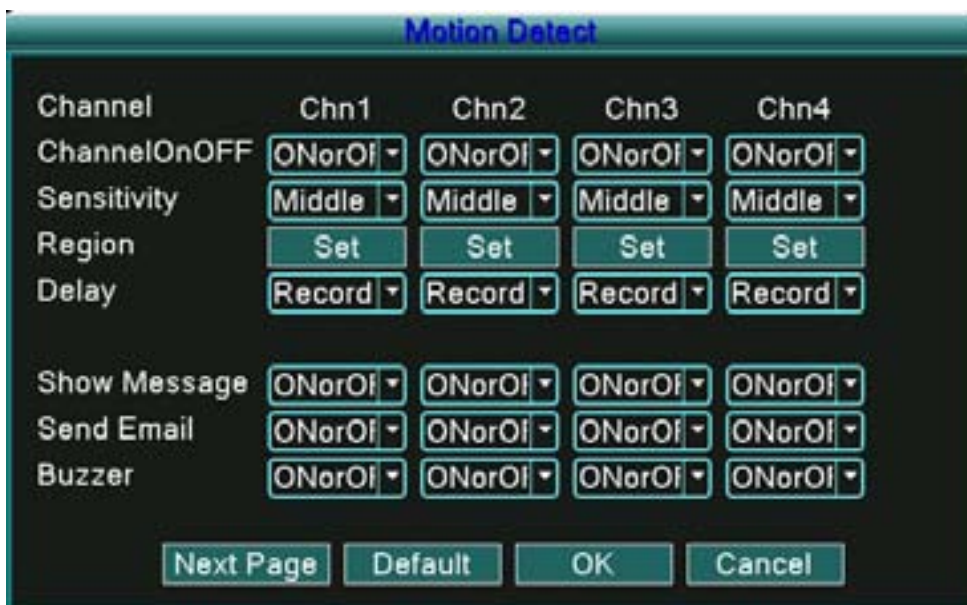 Motion Detect
Channel Chn1 Chn2 Chn3 Chn4
ChannelOnOFF ONorOf ONorOf ONorOf ONorOf
Sensitivity Middle Middle Middle Middle
Region Set Set Set Set
Delay Record Record Record Record
Show Message ONorOf ONorOf ONorOf ONorOf
Send Email ONorOf ONorOf ONorOf ONorOf
Buzzer ONorOf ONorOf ONorOf ONorOf
Next Page Default OK Cancel